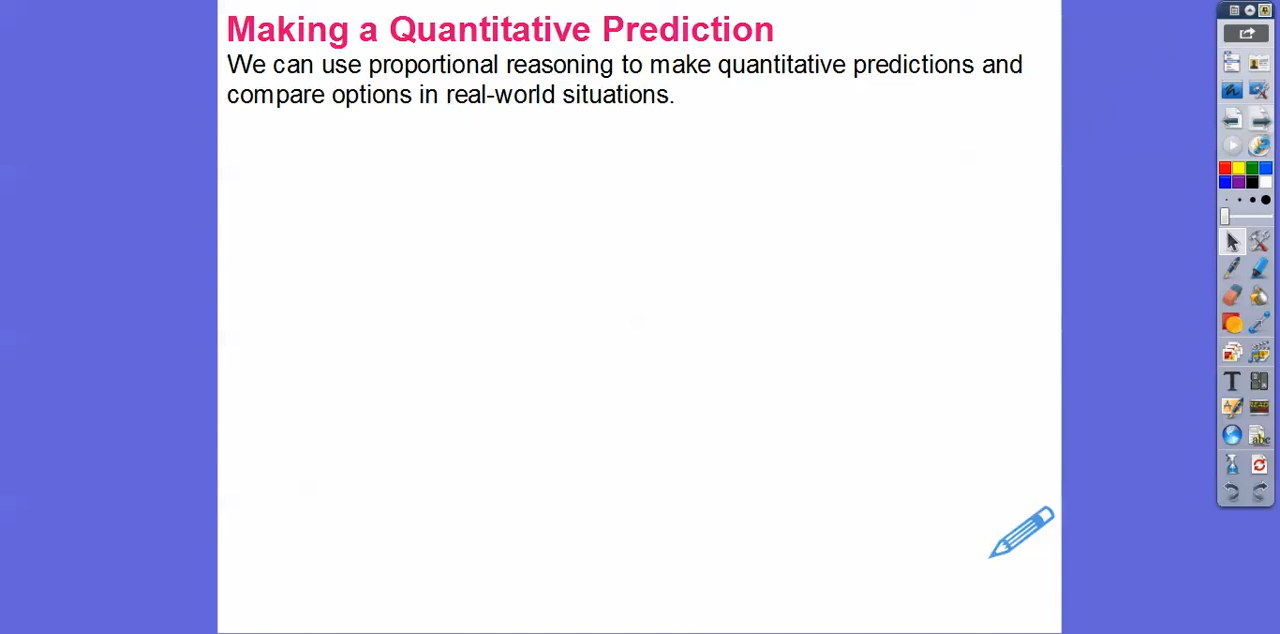 Making a Quantitative Prediction
We can use proportional reasoning to make quantitative predictions and
compare options in real-world situations.
T
abc